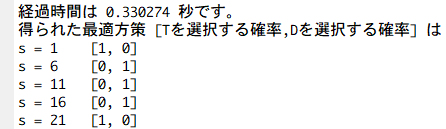 経過時間は 0.330274 秒です。
得られた最適方策 [Tを選択する確率,Dを選択する確率] は
s = 1 [1, 0]
s = 6 [0, 1]
s = 11 [0, 1]
s = 16 [0, 1]
s = 21 [1, 0]